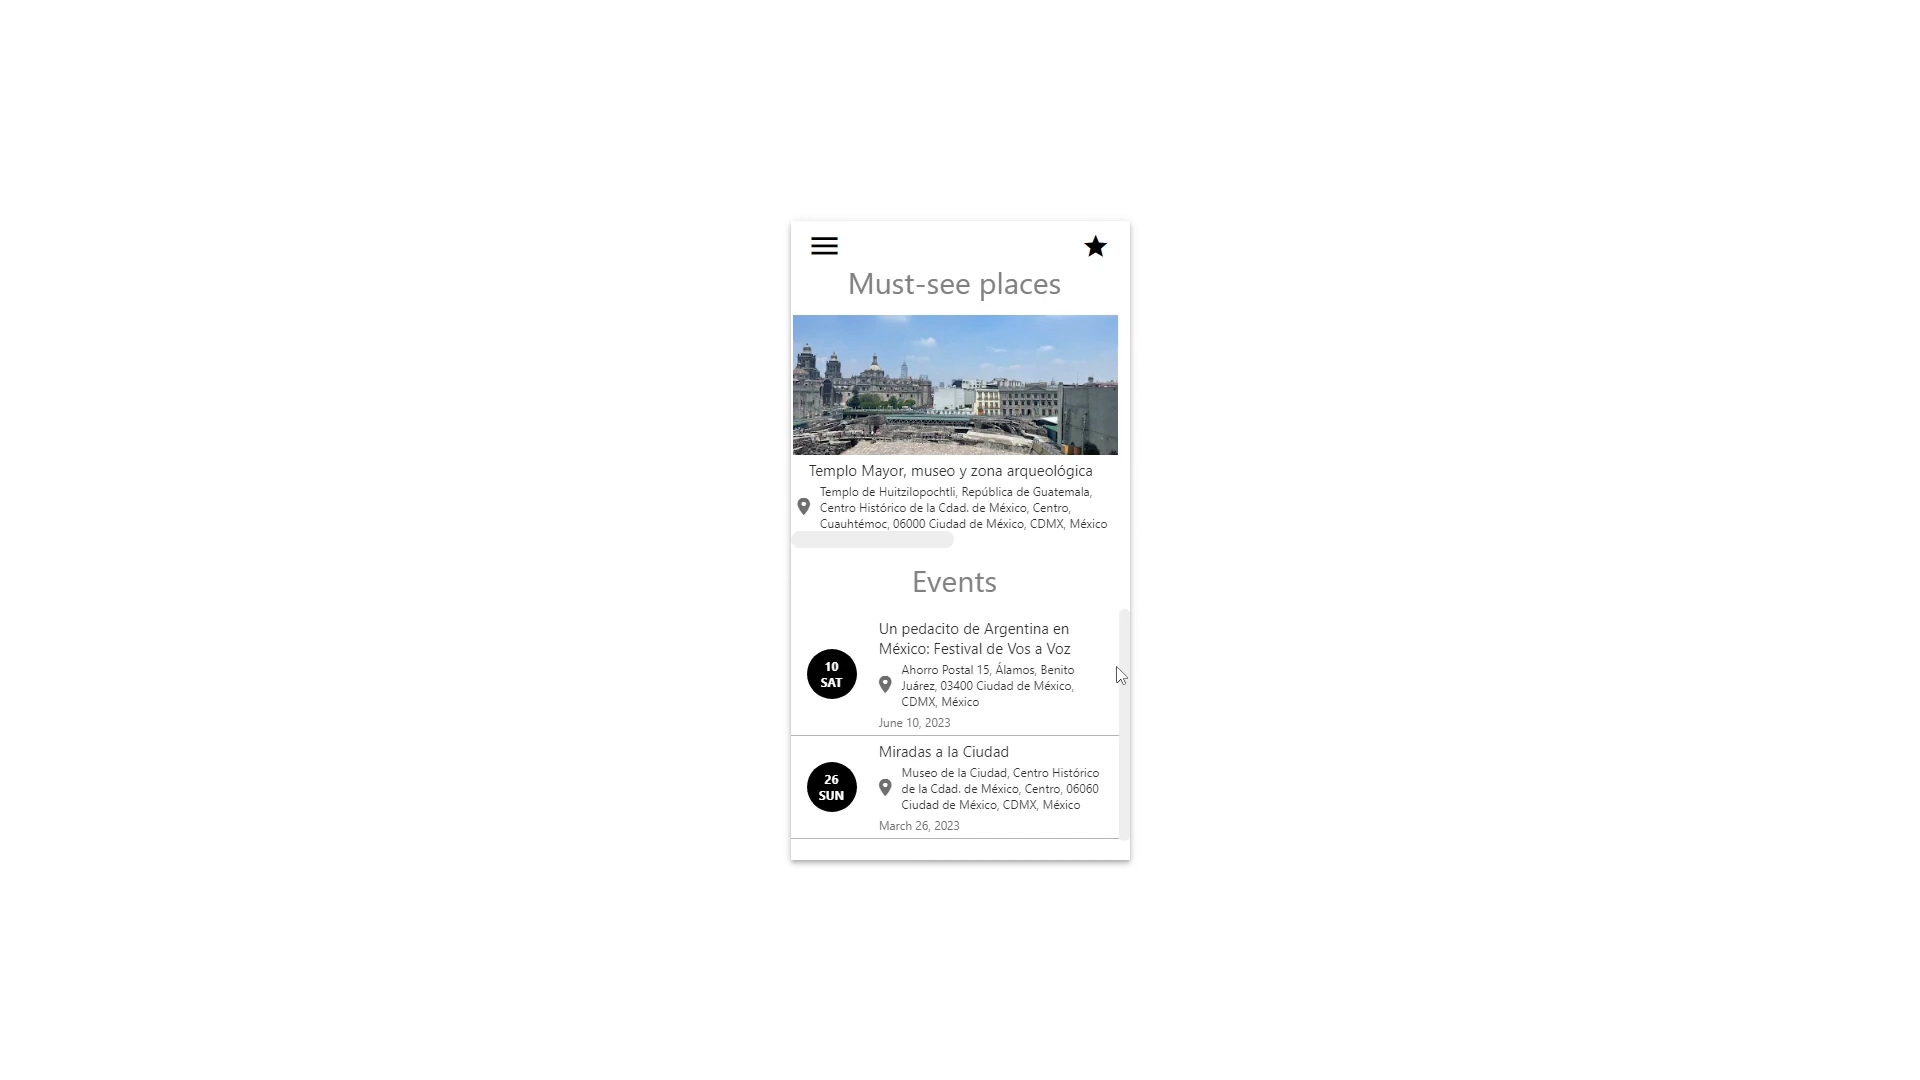 Must-see places
Templo Mayor, museo y zona arqueológica
Templo de Huitzilopochtli, República de Guatemala,
Centro Histórico de la Cdad. de México, Centro,
Cuauhtémoc, 06000 Ciudad de México, CDMX, México
Events
10
SAT
Un pedacito de Argentina en
México: Festival de Vos a Voz
Ahorro Postal 15, Álamos, Benito
Juárez, 03400 Ciudad de México,
CDMX, México
June 10, 2023
26
SUN
Miradas a la Ciudad
Museo de la Ciudad, Centro Histórico
de la Cdad. de México, Centro, 06060
Ciudad de México, CDMX, México
March 26, 2023